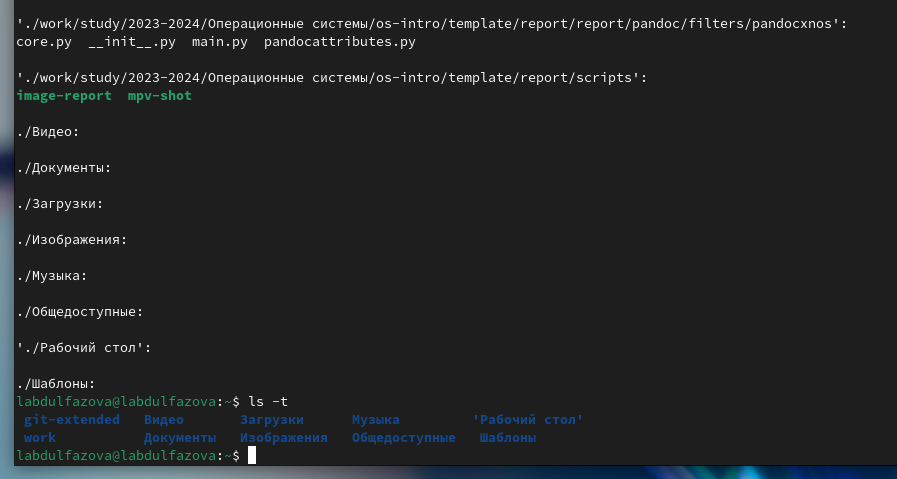 './work/study/2023-2024/Операционные системы/os-intro/template/report/report/pandoc/filters/pandocxnos':
core.py  __init__.py  main.py  pandocattributes.py
'./work/study/2023-2024/Операционные системы/os-intro/template/report/scripts':
image-report  mpv-shot
./Видео:
./Документы:
./Загрузки:
./Изображения:
./Музыка:
./Общедоступные:
'./Рабочий стол':
./Шаблоны:
labdulfazova@labdulfazova:~$ ls -t
git-extended  Видео  Загрузки  Музыка  'Рабочий стол'
work  Документы  Изображения  Общедоступные  Шаблоны
labdulfazova@labdulfazova:~$